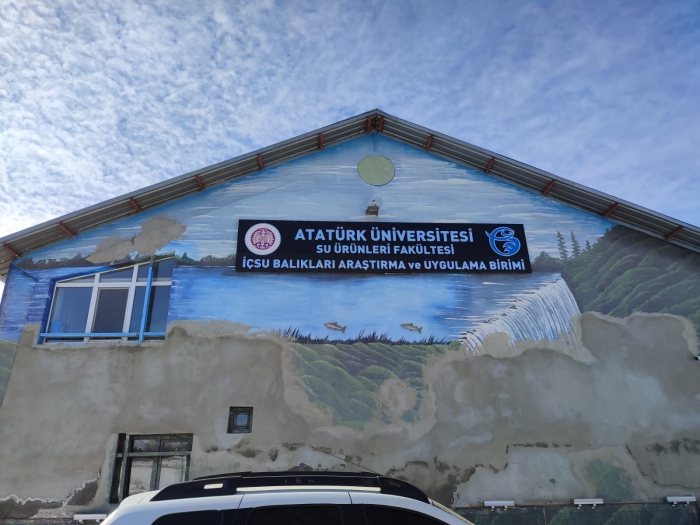 ATATÜRK ÜNİVERSİTESİ
SU ÜRÜNLERİ FAKÜLTESİ
İÇSU BALIKLARI ARAŞTIRMA ve UYGULAMA BİRİMİ